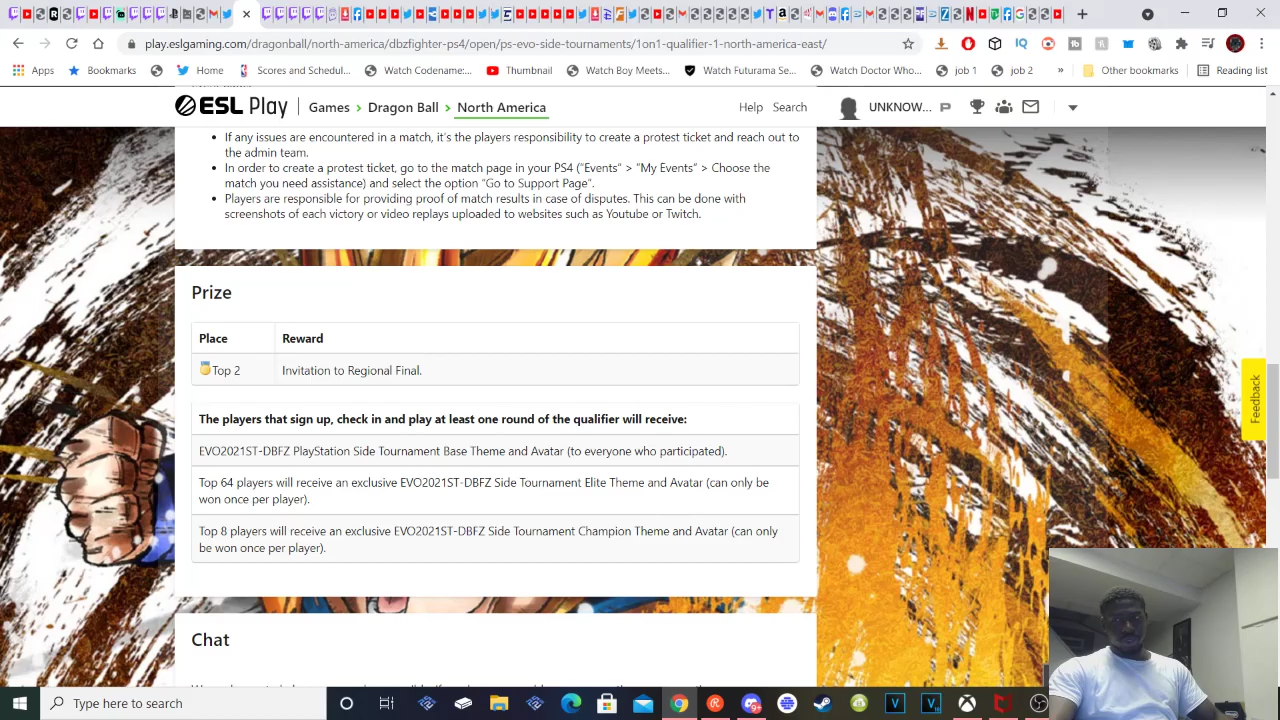 play.eslgaming.com/dragonball/north-america/dbzfighter-ps4/open/psevo-side-tournaments/1on1-qualifier-1-north-america-east/
Apps
Bookmarks
Home
Scores and Schedul...
Watch Codename:...
Thumbnail
Watch Boy Meets...
Watch Futurama Se...
Watch Doctor Who...
job 1
job 2
»
Other bookmarks
Reading list
ESL Play
Games > Dragon Ball > North America
Help
Search
UNKNOW...
• If any issues are encountered in a match, it's the players responsibility to create a protest ticket and reach out to
the admin team.
• In order to create a protest ticket, go to the match page in your PS4 ("Events" > "My Events" > Choose the
match you need assistance) and select the option "Go to Support Page".
• Players are responsible for providing proof of match results in case of disputes. This can be done with
screenshots of each victory or video replays uploaded to websites such as Youtube or Twitch.
Prize
Place Reward
Top 2 Invitation to Regional Final.
The players that sign up, check in and play at least one round of the qualifier will receive:
EVO2021ST-DBFZ PlayStation Side Tournament Base Theme and Avatar (to everyone who participated).
Top 64 players will receive an exclusive EVO2021ST-DBFZ Side Tournament Elite Theme and Avatar (can only be
won once per player).
Top 8 players will receive an exclusive EVO2021ST-DBFZ Side Tournament Champion Theme and Avatar (can only
be won once per player).
Feedback
Chat
Type here to search